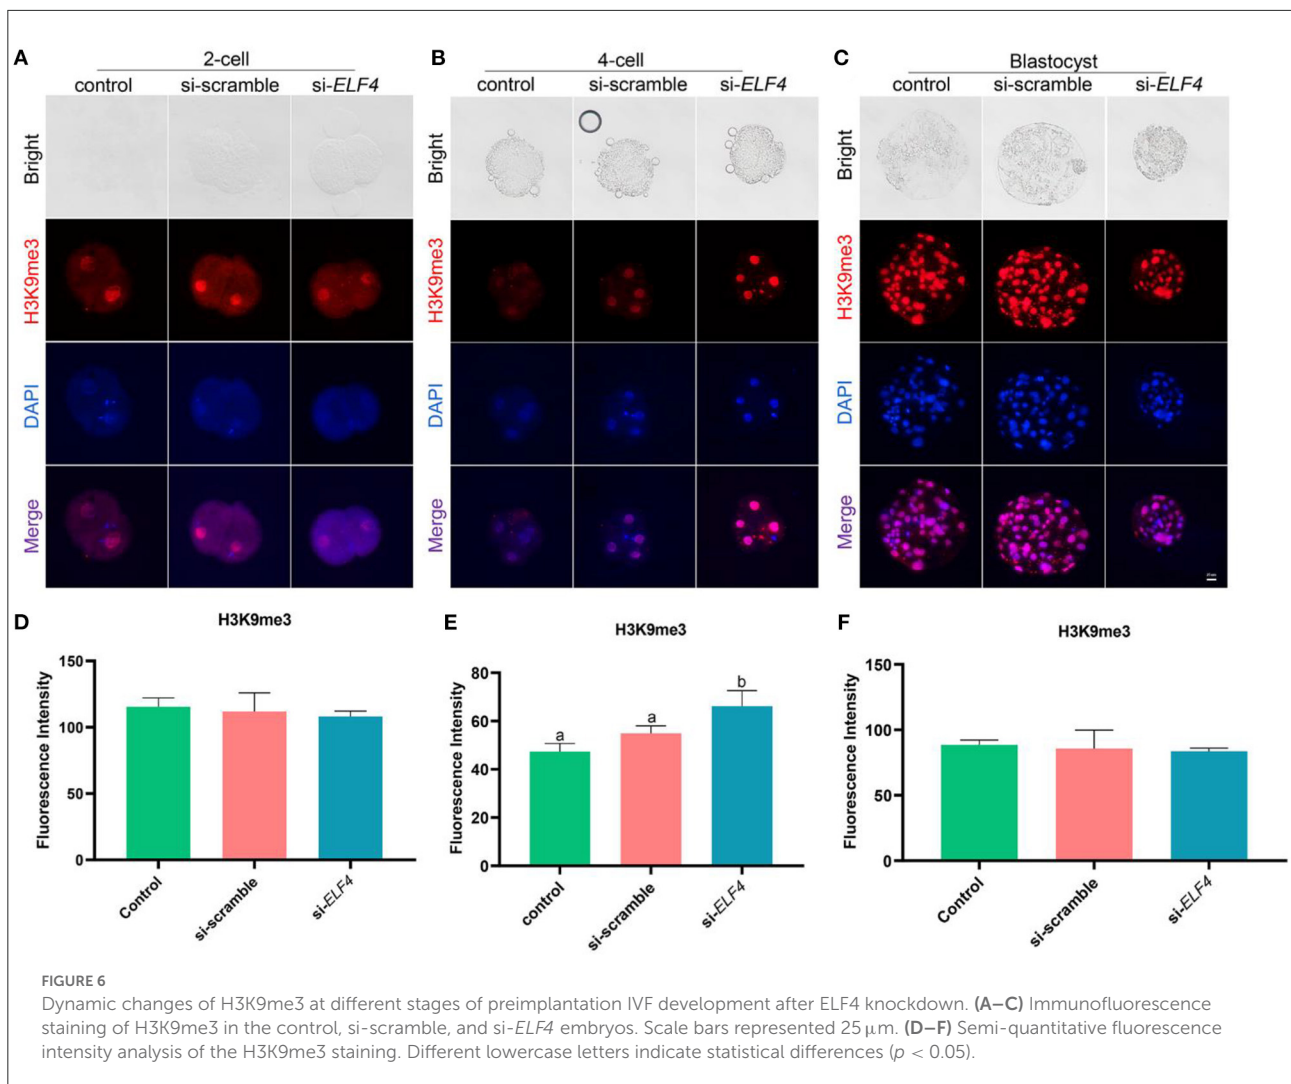 A
2-cell
control si-scramble si-ELF4
Bright
H3K9me3
DAPI
Merge
B
4-cell
control si-scramble si-ELF4
Bright
H3K9me3
DAPI
Merge
C
Blastocyst
control si-scramble si-ELF4
Bright
H3K9me3
DAPI
Merge
D
H3K9me3
Fluorescence Intensity
150
100
50
0
Control si-scramble si-ELF4
E
H3K9me3
Fluorescence Intensity
80
60
40
20
0
a a b
control si-scramble si-ELF4
F
H3K9me3
Fluorescence Intensity
150
100
50
0
Control si-scramble si-ELF4
FIGURE 6
Dynamic changes of H3K9me3 at different stages of preimplantation IVF development after ELF4 knockdown. (A–C) Immunofluorescence
staining of H3K9me3 in the control, si-scramble, and si-ELF4 embryos. Scale bars represented 25 μm. (D–F) Semi-quantitative fluorescence
intensity analysis of the H3K9me3 staining. Different lowercase letters indicate statistical differences (p < 0.05).